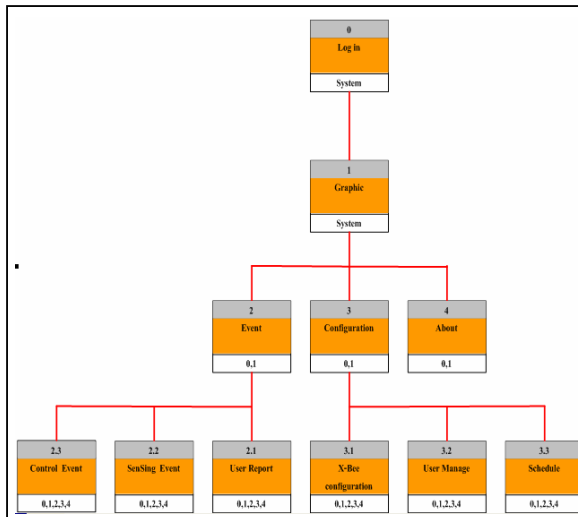 0
Log in
System
1
Graphic
System
2
Event
0,1
3
Configuration
0,1
4
About
0,1
2.3
Control Event
0,1,2,3,4
2.2
SenSing Event
0,1,2,3,4
2.1
User Report
0,1,2,3,4
3.1
X-Bee
configuration
0,1,2,3,4
3.2
User Manage
0,1,2,3,4
3.3
Schedule
0,1,2,3,4